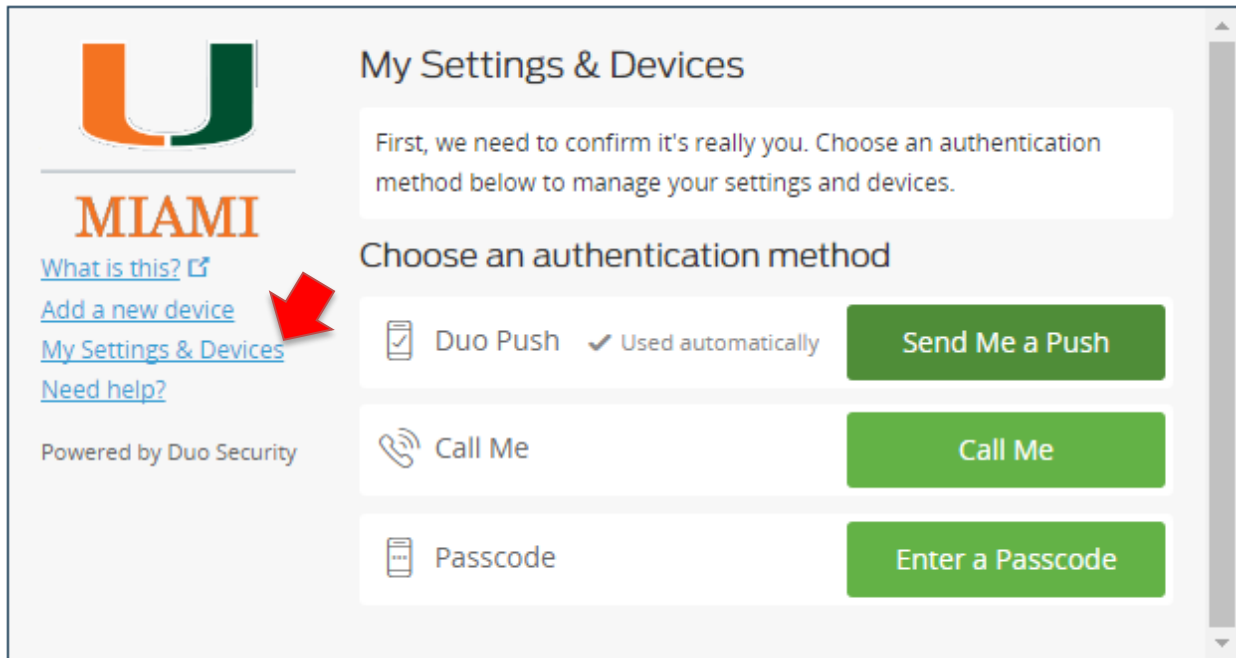 U
MIAMI
What is this?
Add a new device
My Settings & Devices
Need help?
Powered by Duo Security
My Settings & Devices
First, we need to confirm it's really you. Choose an authentication
method below to manage your settings and devices.
Choose an authentication method
Duo Push ✔ Used automatically Send Me a Push
Call Me Call Me
Passcode Enter a Passcode